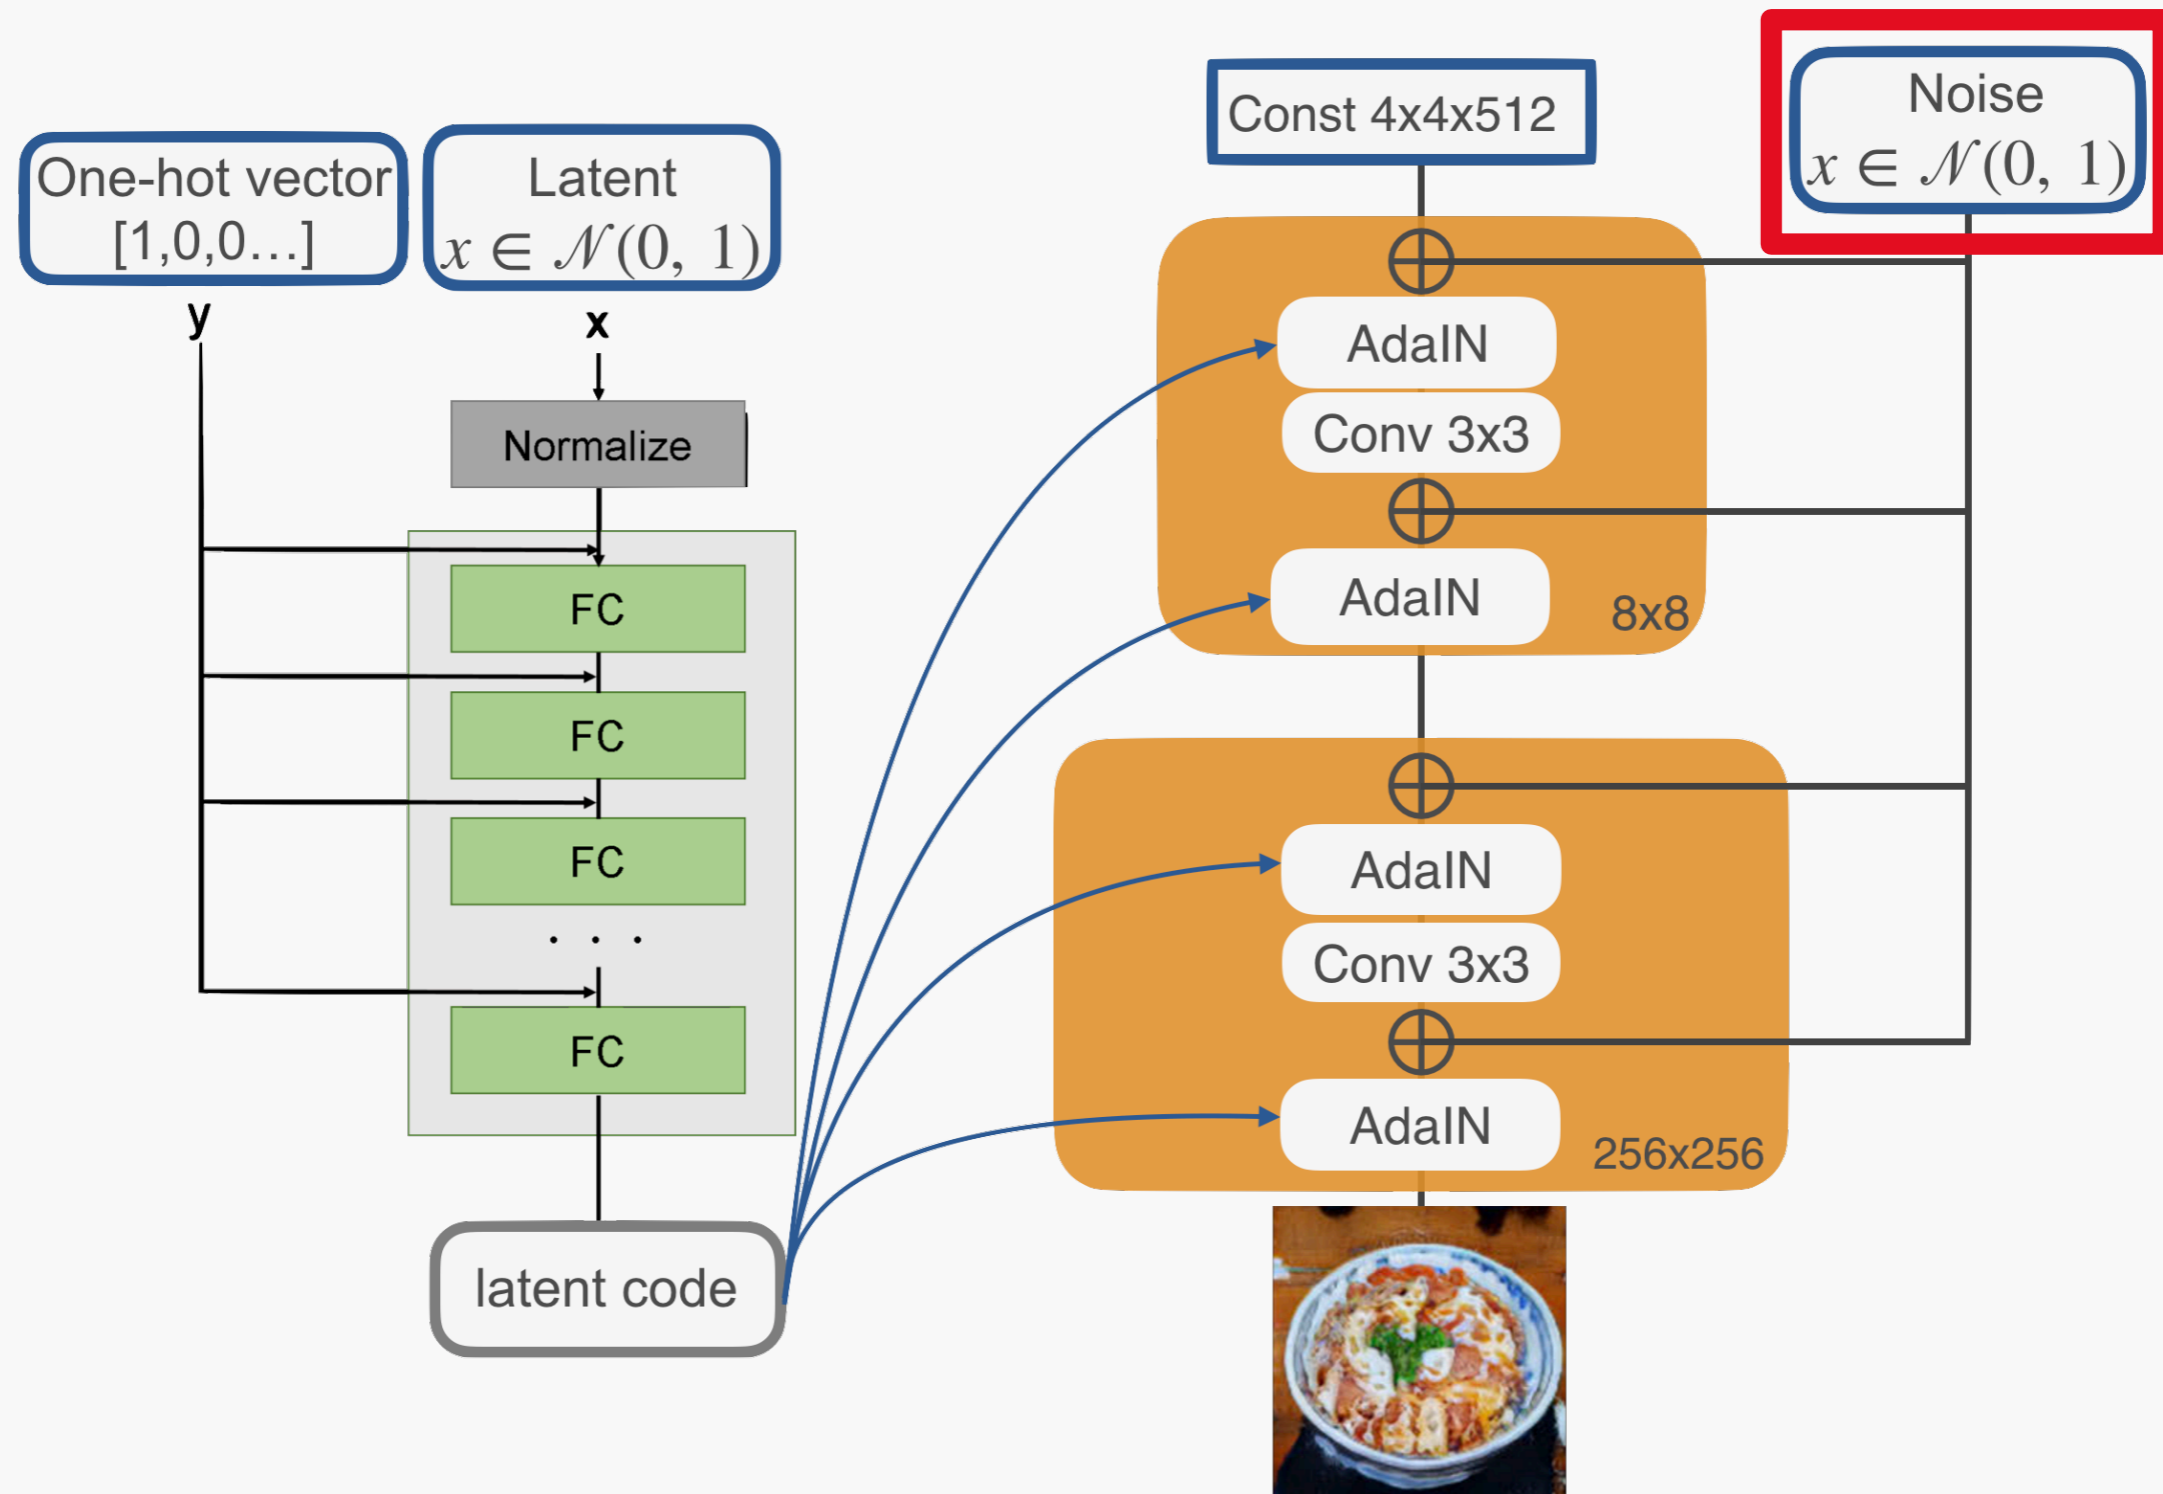 One-hot vector
[1,0,0…]
y
Latent
x ∈ 𝒩(0, 1)
x
Normalize
FC
FC
FC
. . .
FC
latent code
Const 4x4x512
Noise
x ∈ 𝒩(0, 1)
AdaIN
Conv 3x3
AdaIN
8x8
AdaIN
Conv 3x3
AdaIN
256x256